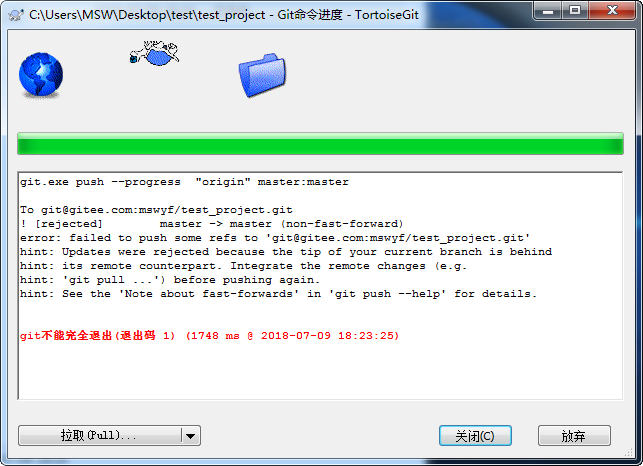 C:\Users\MSW\Desktop\test\test_project - Git命令进度 - TortoiseGit
git.exe push --progress  "origin" master:master
To git@gitee.com:mswyf/test_project.git
! [rejected]        master -> master (non-fast-forward)
error: failed to push some refs to 'git@gitee.com:mswyf/test_project.git'
hint: Updates were rejected because the tip of your current branch is behind
hint: its remote counterpart. Integrate the remote changes (e.g.
hint: 'git pull ...') before pushing again.
hint: See the 'Note about fast-forwards' in 'git push --help' for details.
git不能完全退出(退出码 1) (1748 ms @ 2018-07-09 18:23:25)
拉取(Pull)...
关闭(C)
放弃